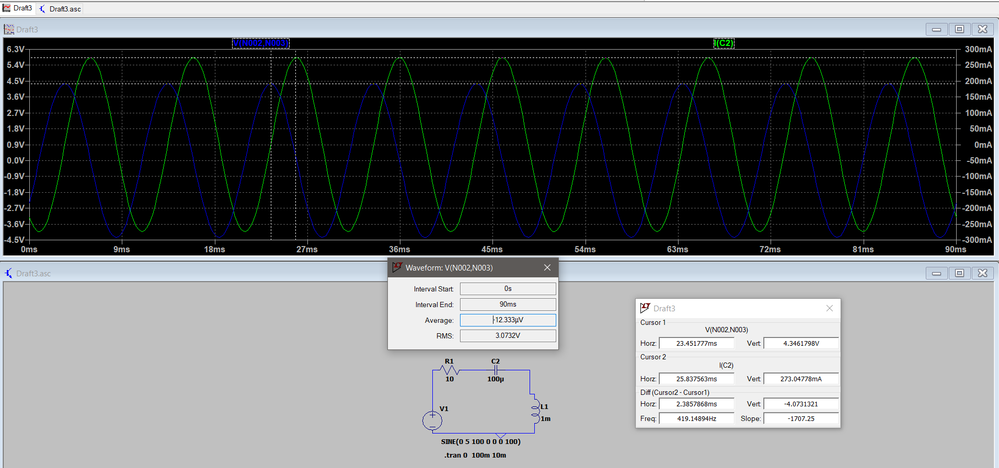 Draft3 Draft3.asc
Draft3
V(N002,N003) I(C2)
6.3V 300mA
5.4V 250mA
4.5V 200mA
3.6V 150mA
2.7V 100mA
1.8V 50mA
0.9V 0mA
0.0V -50mA
-0.9V -100mA
-1.8V -150mA
-2.7V -200mA
-3.6V -250mA
-4.5V -300mA
0ms 9ms 18ms 27ms 36ms 45ms 54ms 63ms 72ms 81ms 90ms
Draft3.asc
Waveform: V(N002,N003)
Interval Start: 0s
Interval End: 90ms
Average: -12.333µV
RMS: 3.0732V
Draft3
Cursor 1
V(N002,N003)
Horz: 23.451777ms Vert: 4.3461798V
Cursor 2
I(C2)
Horz: 25.837563ms Vert: 273.04778mA
Diff (Cursor2 - Cursor1)
Horz: 2.3857868ms Vert: -4.0731321
Freq: 419.14894Hz Slope: -1707.25
R1 C2
10 100µ
V1 L1
1m
SINE(0 5 100 0 0 0 100)
.tran 0 100m 10m